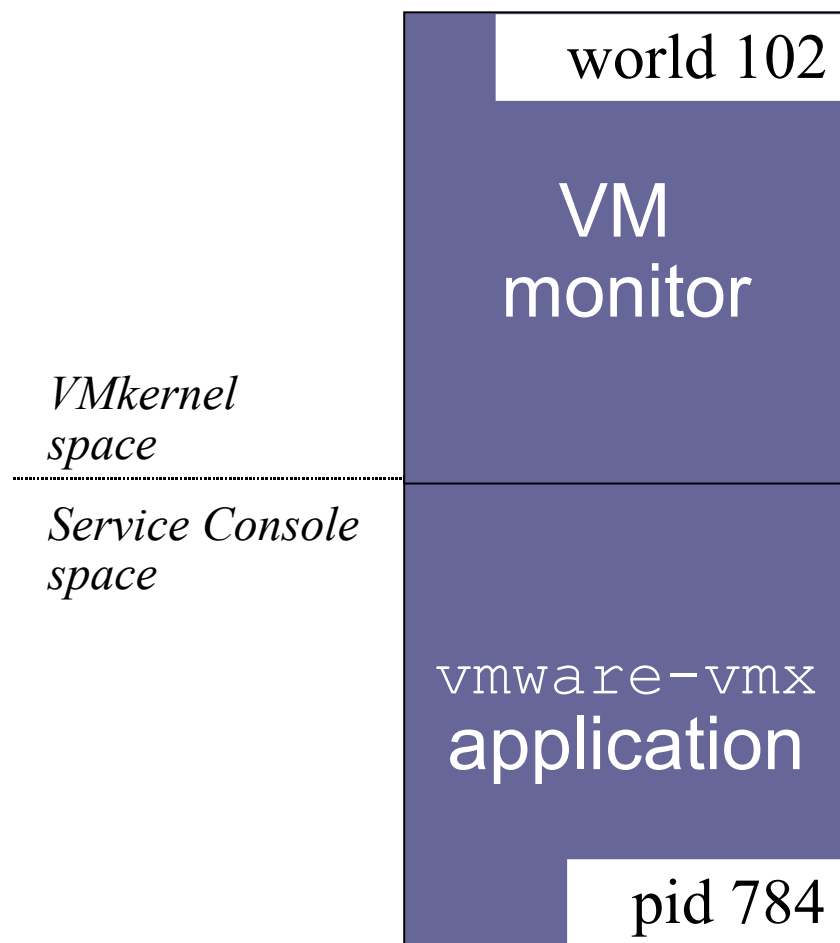 world 102
VM
monitor
VMkernel
space
Service Console
space
vmware-vmx
application
pid 784